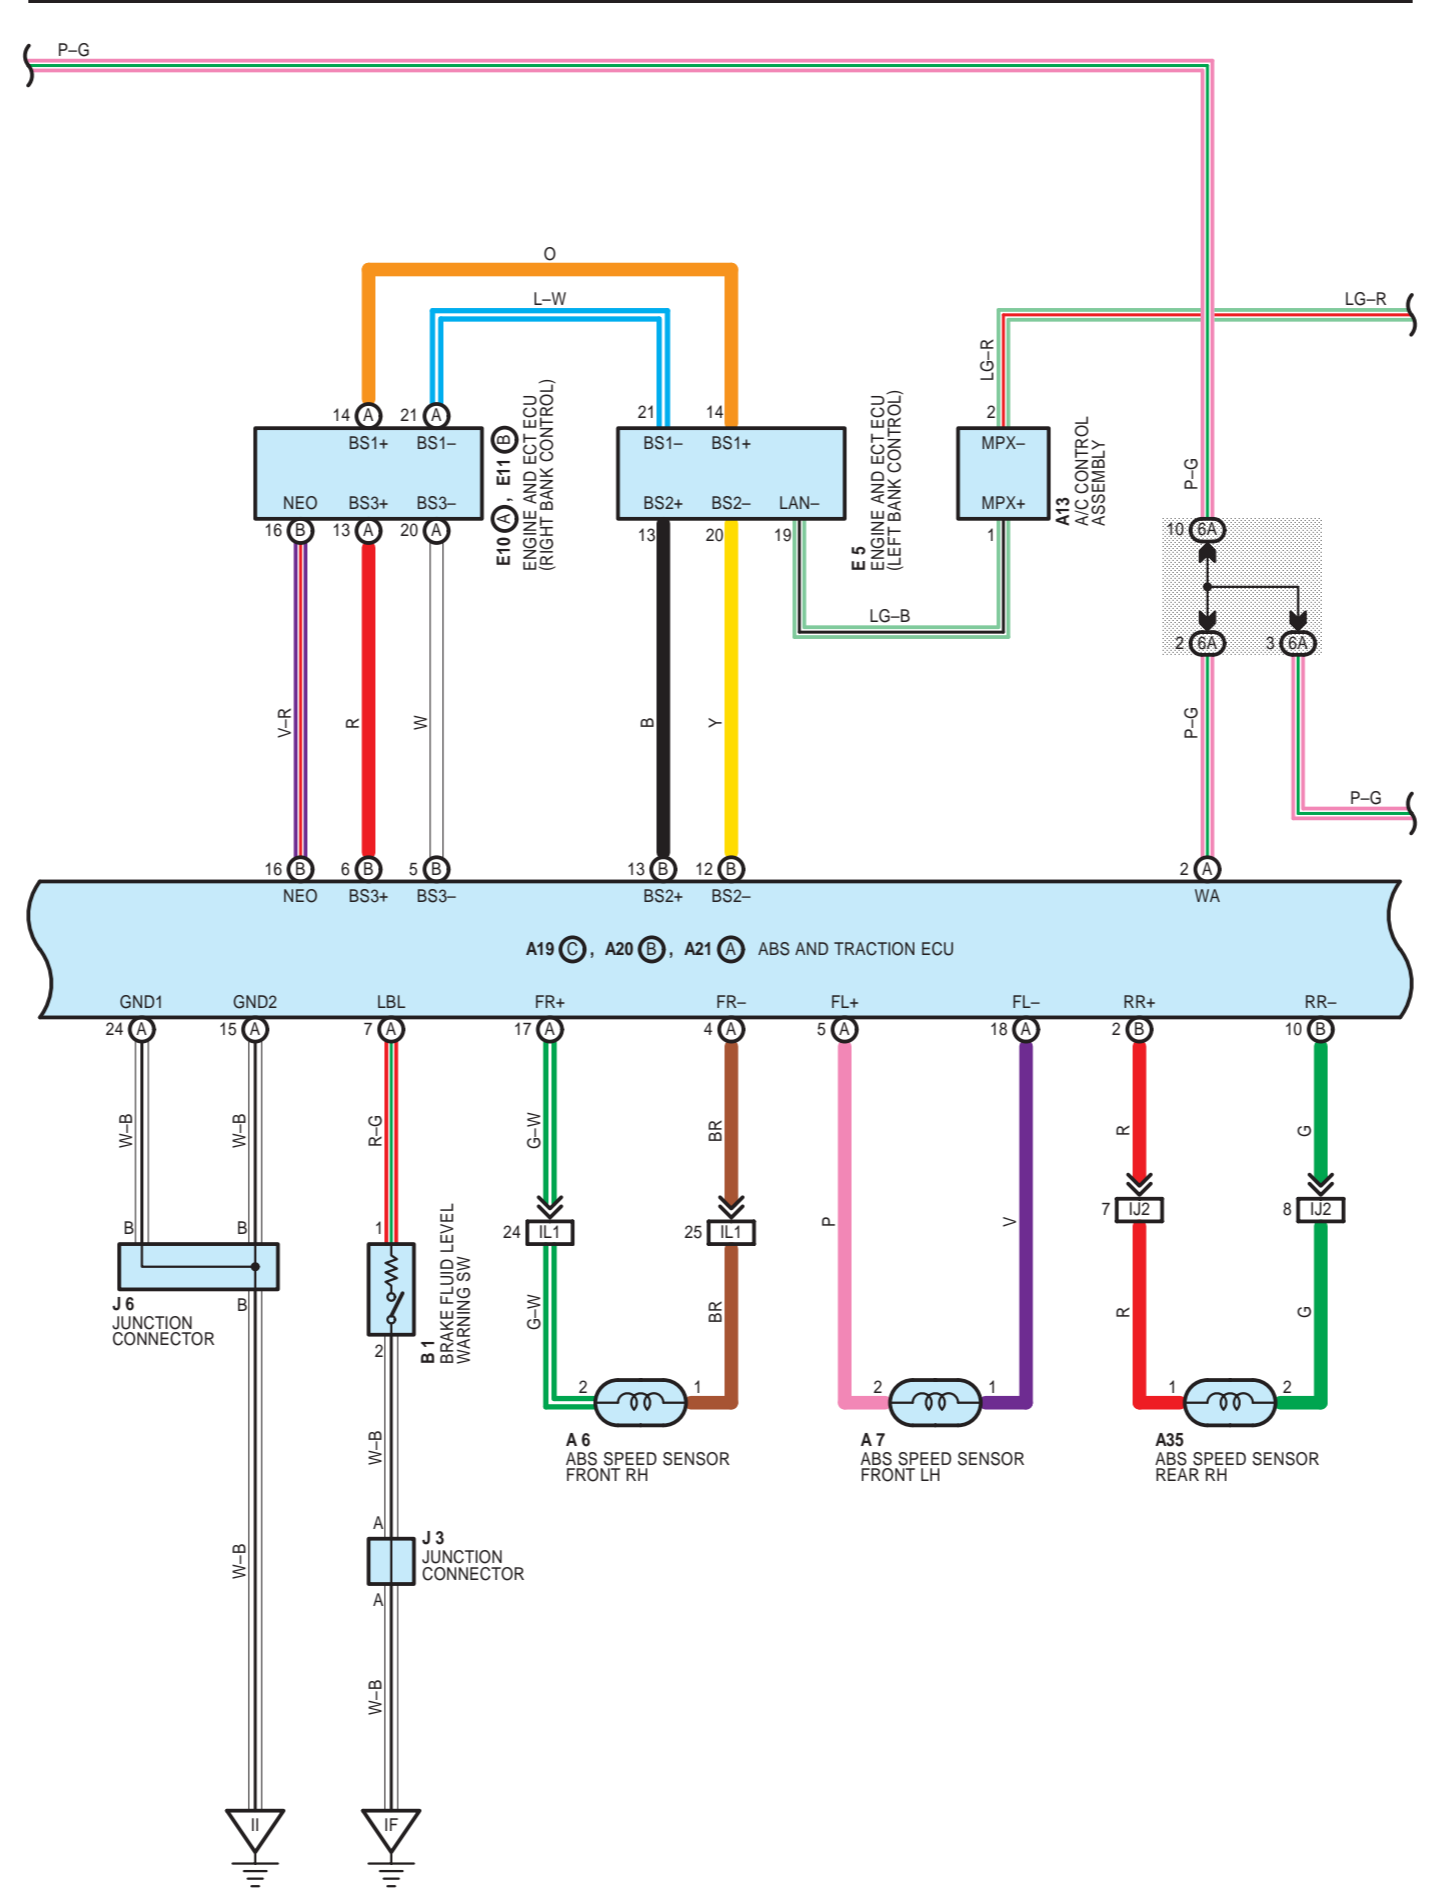 P–G
O
L–W
LG–R
LG–R
14 A 21 A
21 14
2
BS1+ BS1–
BS1– BS1+
MPX–
NEO BS3+ BS3–
BS2+ BS2– LAN–
MPX+
E10 A , E11 B
ENGINE AND ECT ECU
(RIGHT BANK CONTROL)
E 5
ENGINE AND ECT ECU
(LEFT BANK CONTROL)
A13
A/C CONTROL
ASSEMBLY
P–G
16 B 13 A 20 A
13 20 19
1
10 6A
LG–B
2 6A 3 6A
V–R
R
W
B
Y
P–G
P–G
16 B 6 B 5 B 13 B 12 B 2 A
NEO BS3+ BS3– BS2+ BS2– WA
A19 C , A20 B , A21 A ABS AND TRACTION ECU
GND1 GND2 LBL FR+ FR– FL+ FL– RR+ RR–
24 A 15 A 7 A 17 A 4 A 5 A 18 A 2 B 10 B
W–B
W–B
R–G
G–W
BR
R
G
7 IJ2 8 IJ2
P
V
B B 1
24 IL1 25 IL1
B
J 6
JUNCTION
CONNECTOR
B 1
BRAKE FLUID LEVEL
WARNING SW
2
G–W
BR
R
G
2 1
2 1
1 2
A 6
ABS SPEED SENSOR
FRONT RH
A 7
ABS SPEED SENSOR
FRONT LH
A35
ABS SPEED SENSOR
REAR RH
W–B
A
J 3
JUNCTION
CONNECTOR
W–B
A
W–B
II
IF